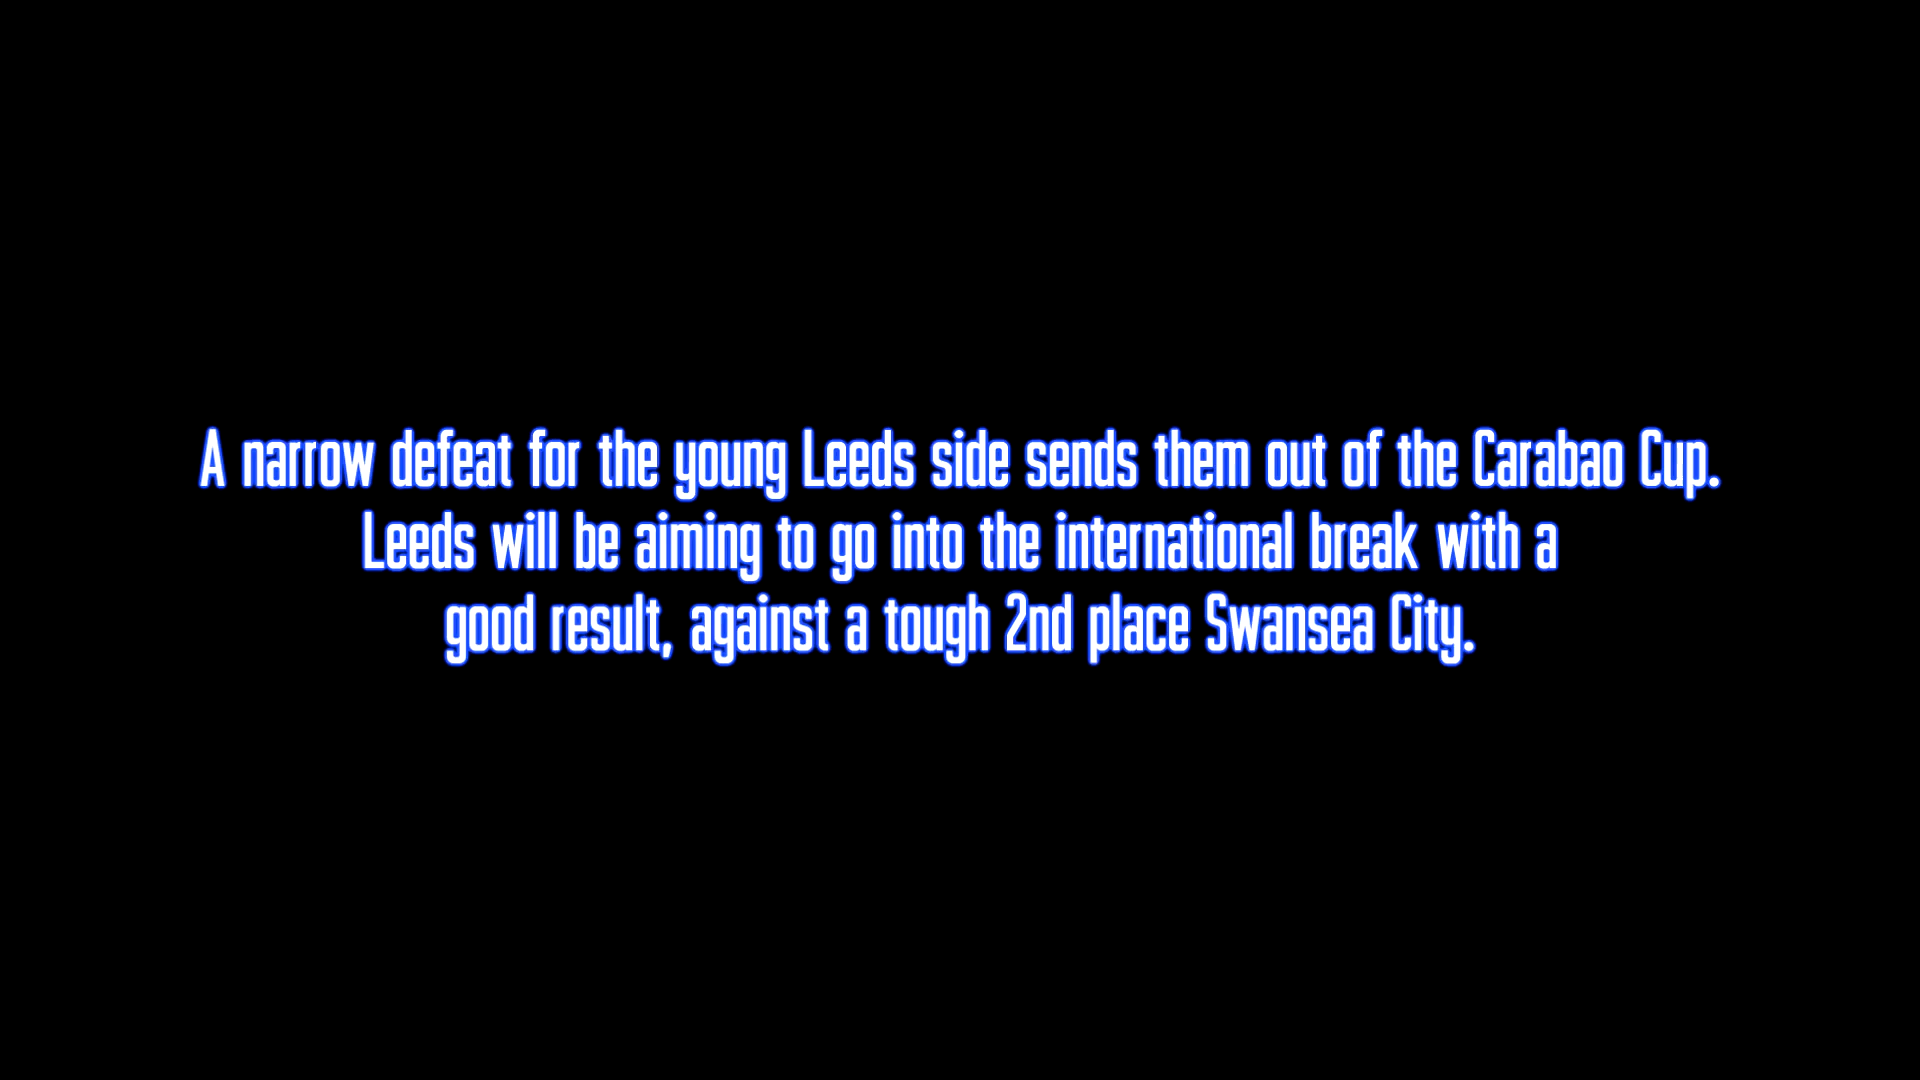 A narrow defeat for the young Leeds side sends them out of the Carabao Cup.
Leeds will be aiming to go into the international break with a
good result, against a tough 2nd place Swansea City.